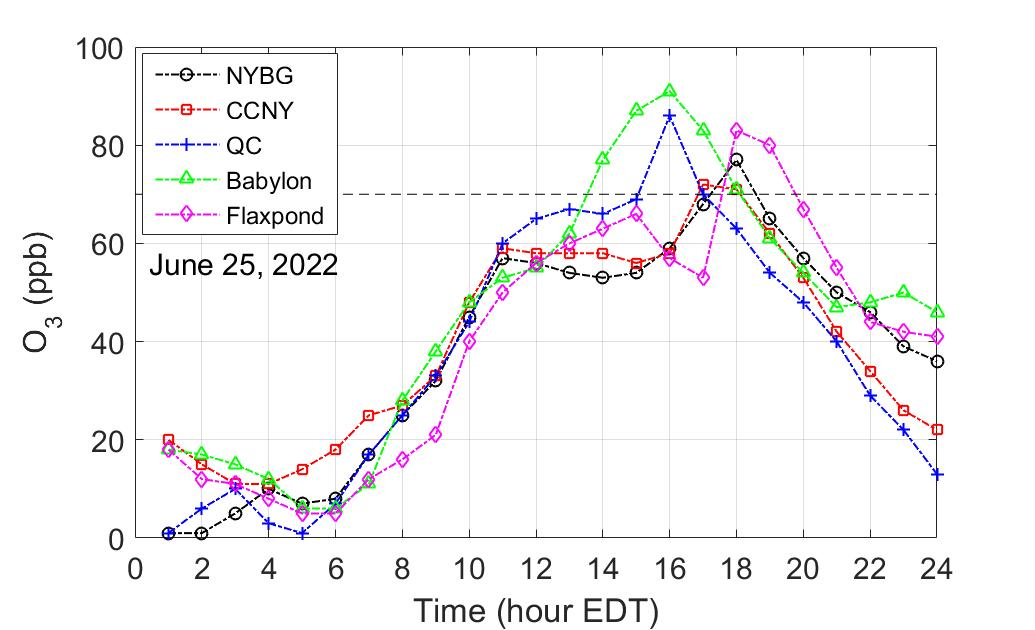 100
80
60
40
20
0
O3 (ppb)
NYBG
CCNY
QC
Babylon
Flaxpond
June 25, 2022
0 2 4 6 8 10 12 14 16 18 20 22 24
Time (hour EDT)